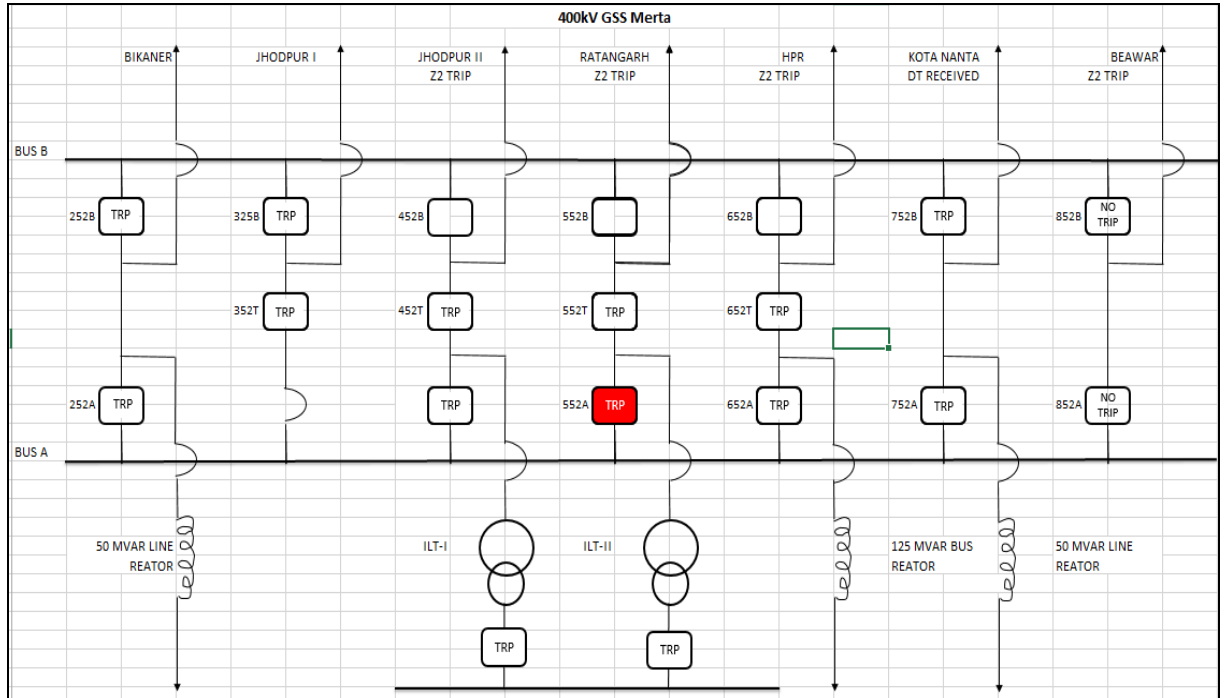 400kV GSS Merta
BIKANER
JHODPUR I
JHODPUR II
Z2 TRIP
RATANGARH
Z2 TRIP
HPR
Z2 TRIP
KOTA NANTA
DT RECEIVED
BEAWAR
Z2 TRIP
BUS B
252B TRP
325B TRP
452B
552B
652B
752B TRP
852B NO
TRIP
352T TRP
452T TRP
552T TRP
652T TRP
252A TRP
TRP
552A TRP
652A TRP
752A TRP
852A NO
TRIP
BUS A
50 MVAR LINE
REATOR
ILT-I
ILT-II
125 MVAR BUS
REATOR
50 MVAR LINE
REATOR
TRP
TRP